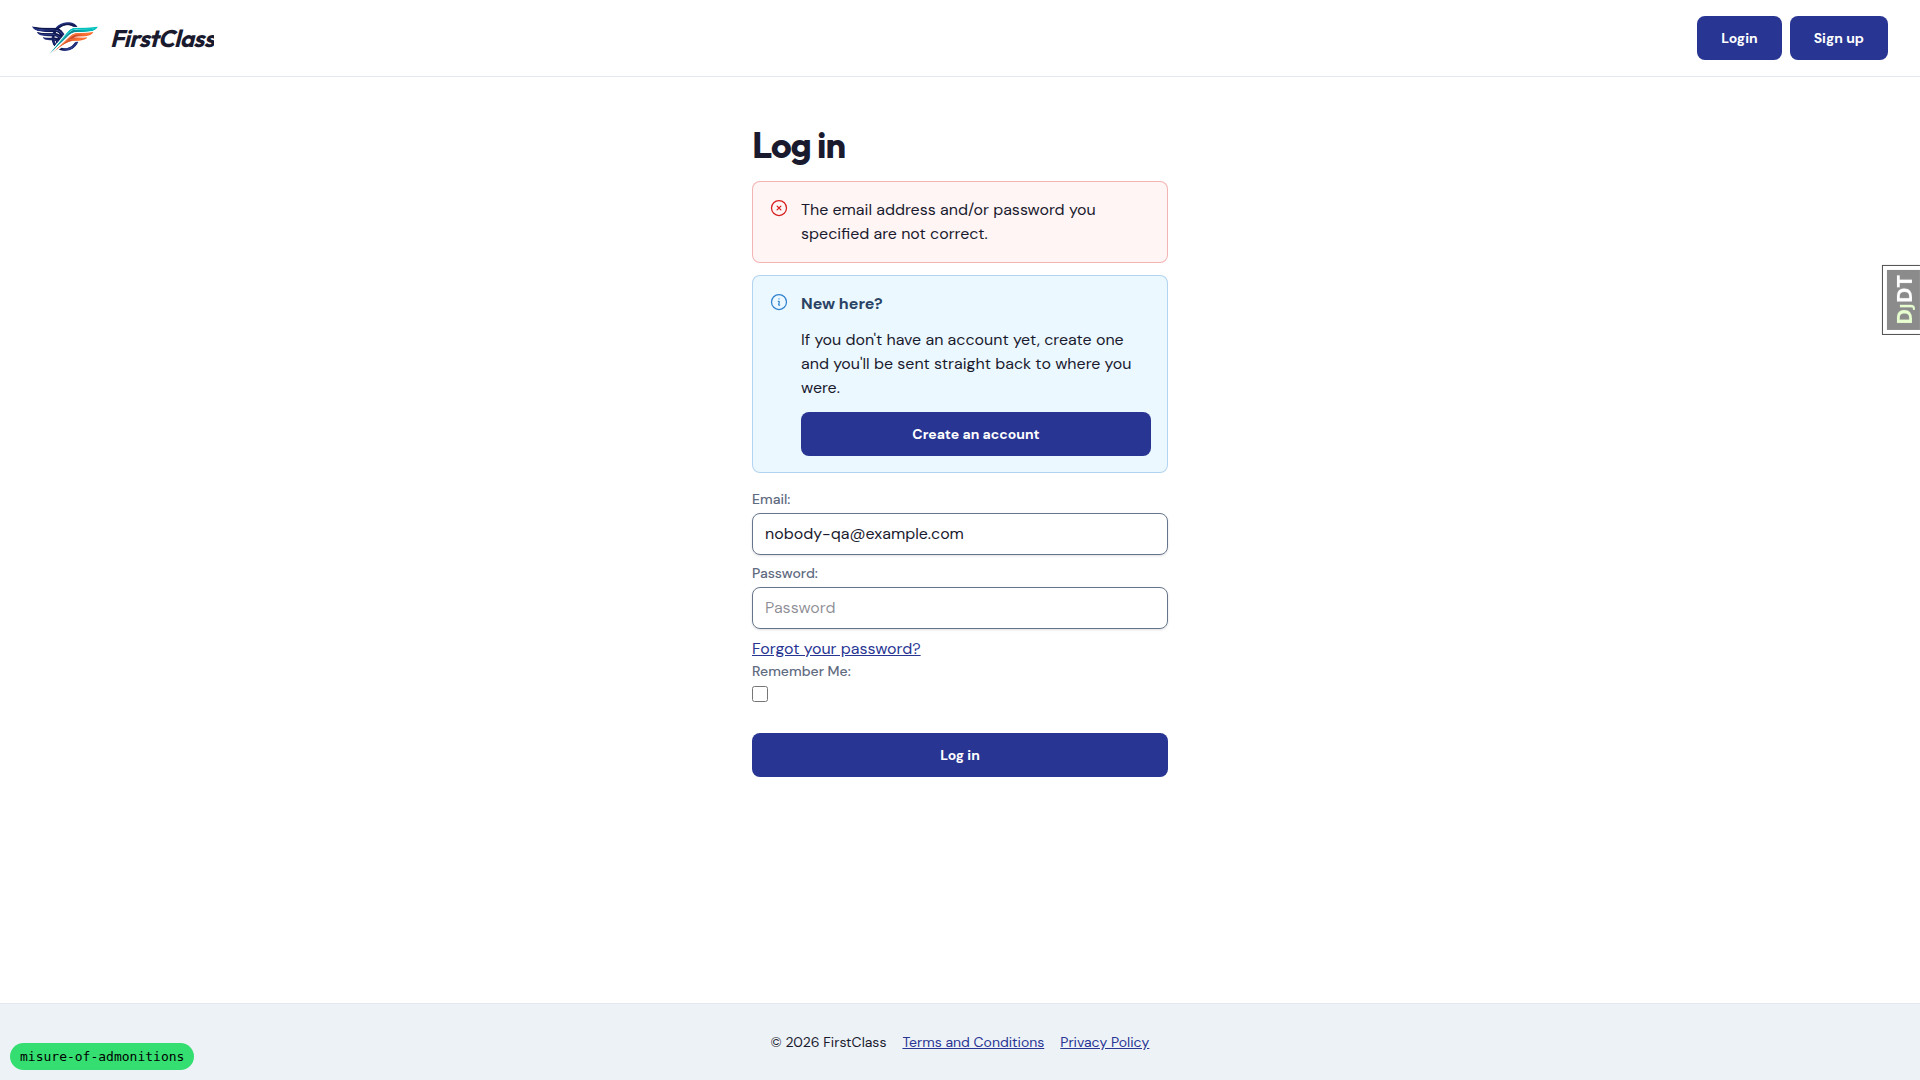 FirstClass
Login
Sign up
Log in
The email address and/or password you
specified are not correct.
New here?
If you don't have an account yet, create one
and you'll be sent straight back to where you
were.
Create an account
Email:
nobody-qa@example.com
Password:
Password
Forgot your password?
Remember Me:
Log in
DJDT
© 2026 FirstClass
Terms and Conditions
Privacy Policy
misure-of-admonitions